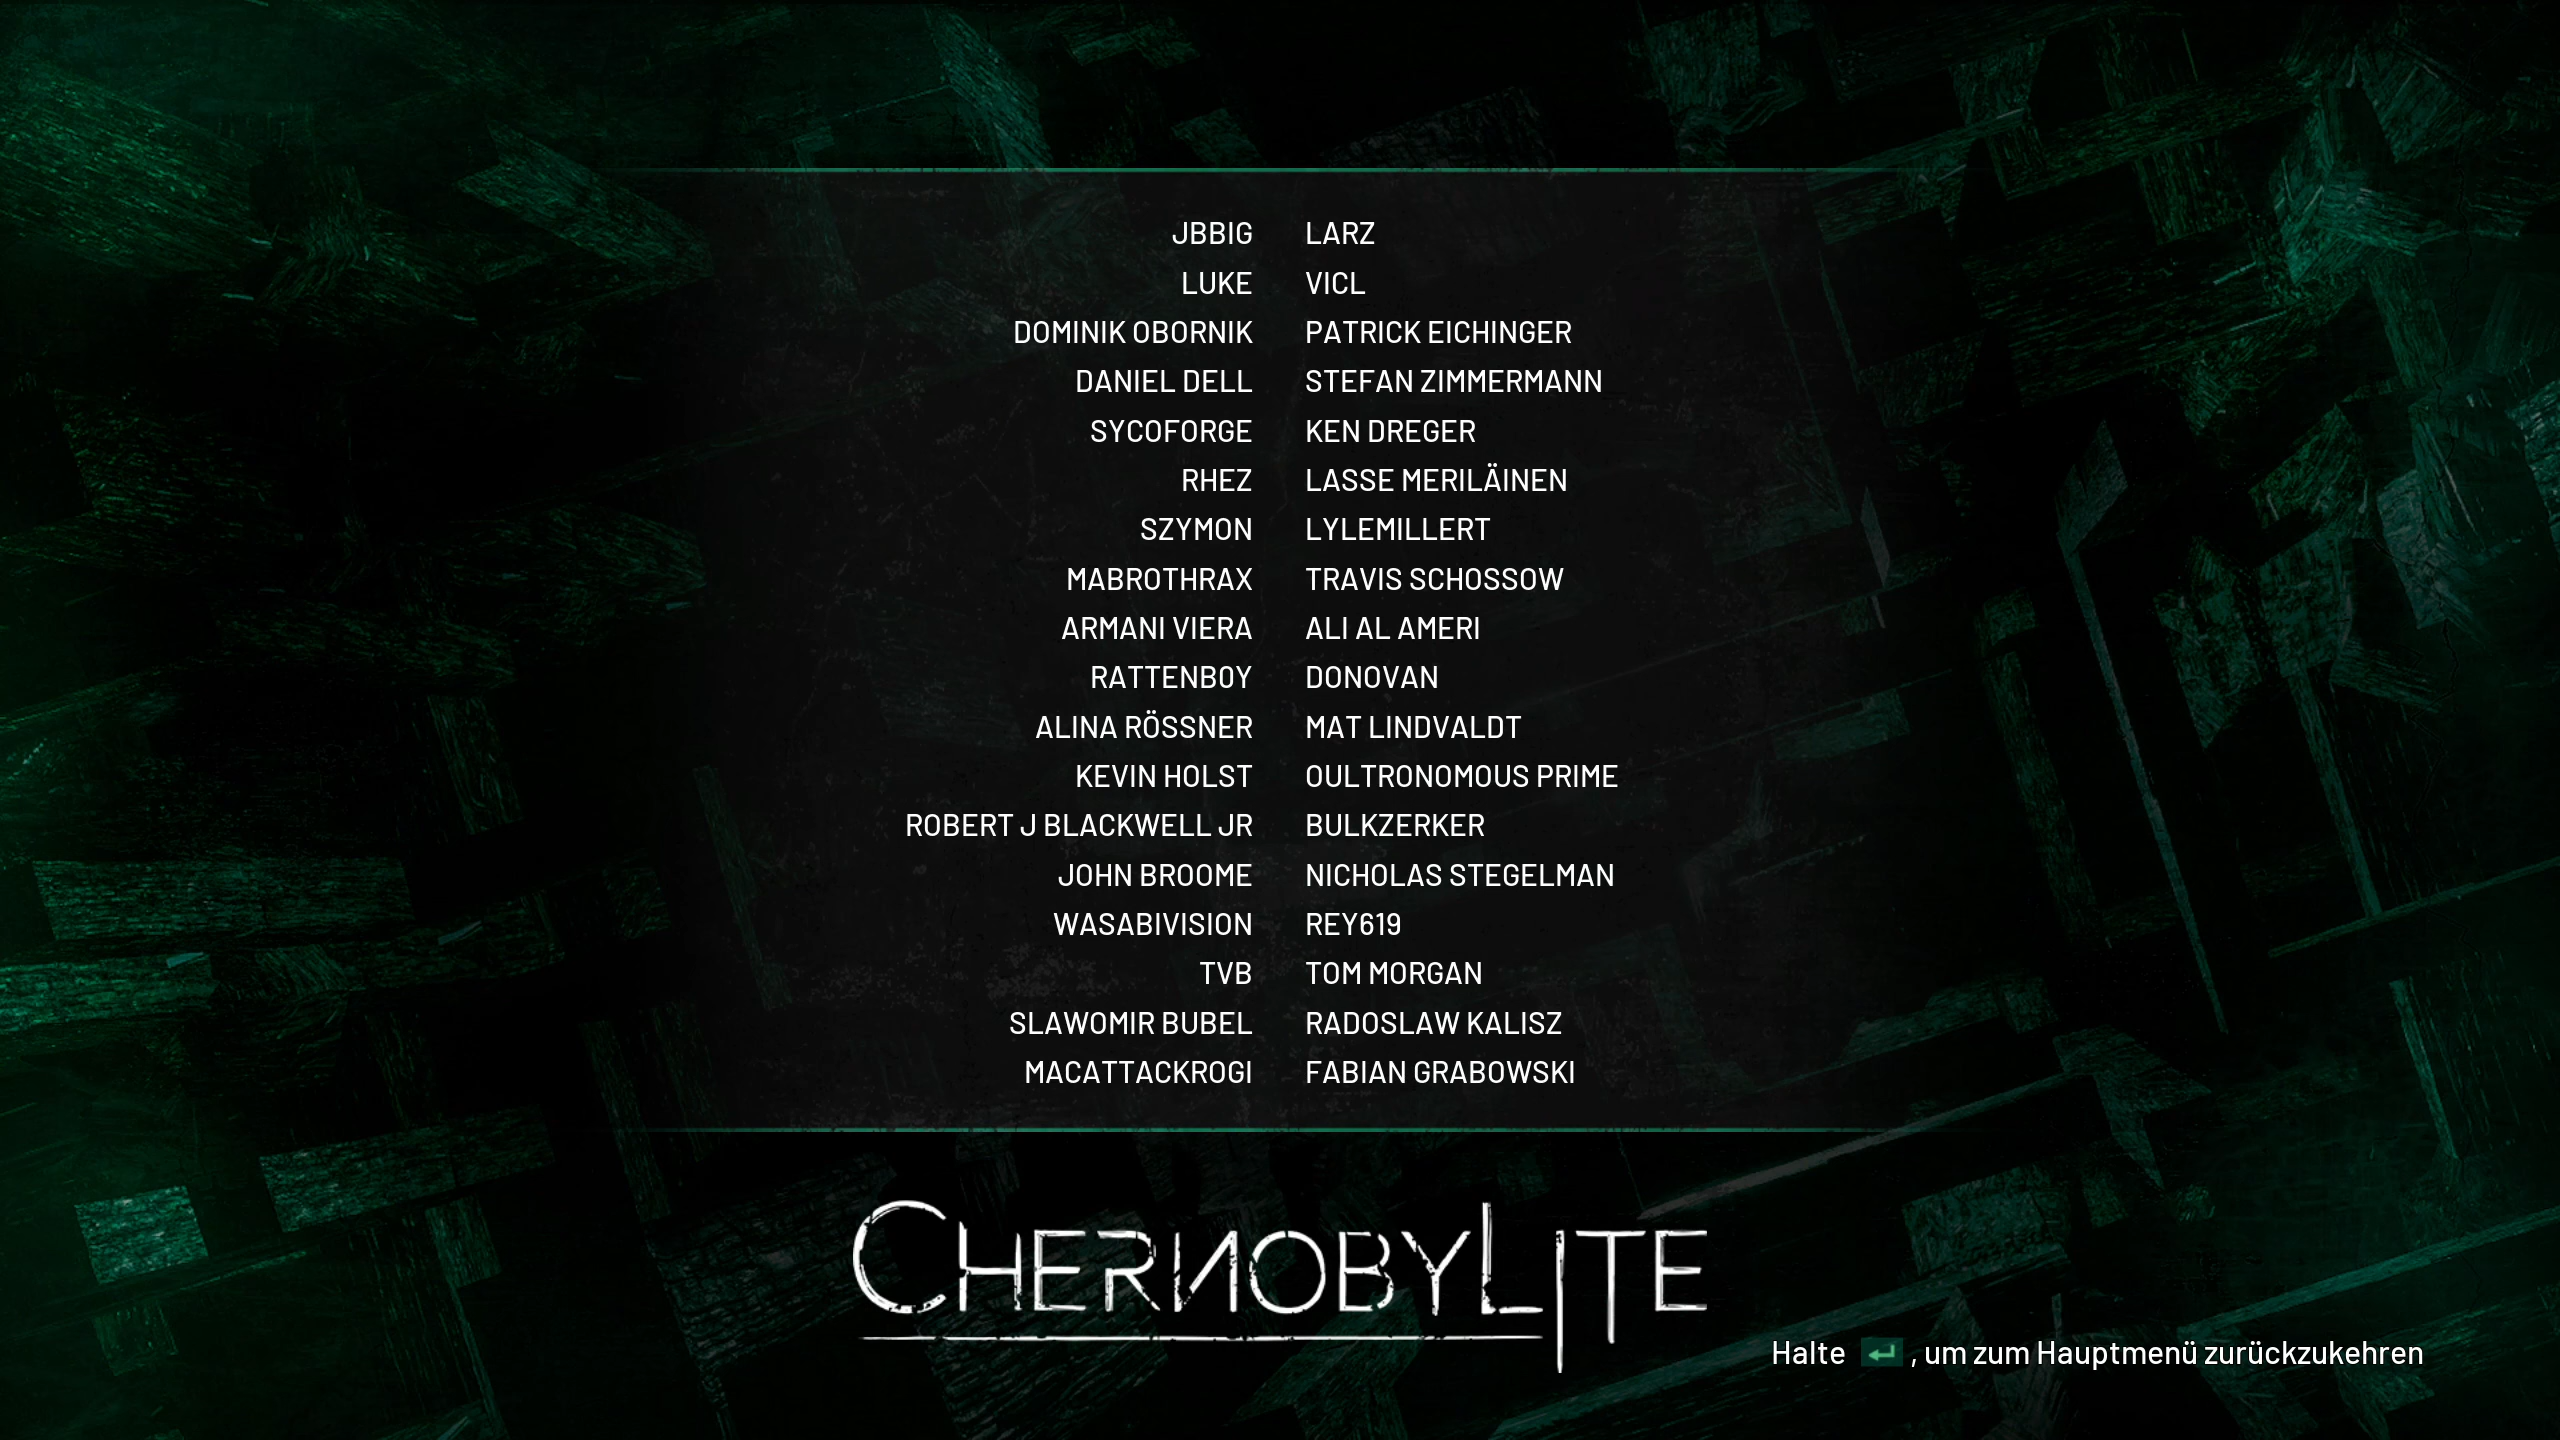 JBBIG LARZ
LUKE VICL
DOMINIK OBORNIK PATRICK EICHINGER
DANIEL DELL STEFAN ZIMMERMANN
SYCOFORGE KEN DREGER
RHEZ LASSE MERILÄINEN
SZYMON LYLEMILLERT
MABROTHRAX TRAVIS SCHOSSOW
ARMANI VIERA ALI AL AMERI
RATTENB0Y DONOVAN
ALINA RÖSSNER MAT LINDVALDT
KEVIN HOLST OULTRONOMOUS PRIME
ROBERT J BLACKWELL JR BULKZERKER
JOHN BROOME NICHOLAS STEGELMAN
WASABIVISION REY619
TVB TOM MORGAN
SLAWOMIR BUBEL RADOSLAW KALISZ
MACATTACKROGI FABIAN GRABOWSKI
CHERИOBYLITE
Halte , um zum Hauptmenü zurückzukehren